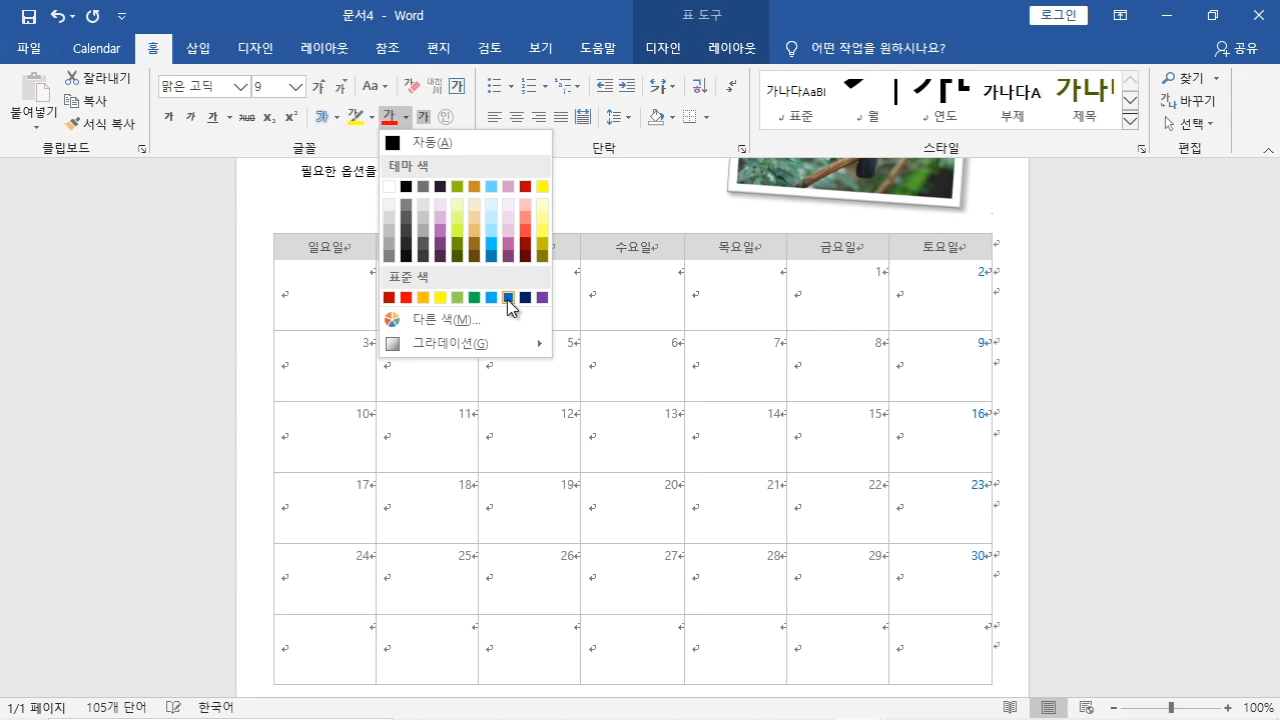 문서4 - Word
표 도구
로그인
파일 Calendar 홈 삽입 디자인 레이아웃 참조 편지 검토 보기 도움말 디자인 레이아웃 어떤 작업을 원하시나요? 공유
붙여넣기
잘라내기
복사
서식 복사
클립보드
맑은 고딕 9
글꼴
단락
가나다ABl
표준
월
연도
가나다A
부제
가나
제목
스타일
찾기
바꾸기
선택
편집
자동(A)
테마 색
표준 색
다른 색(M)...
그라데이션(G)
필요한 옵션을
일요일 수요일 목요일 금요일 토요일
1 2
3 5 6 7 8 9
10 11 12 13 14 15 16
17 18 19 20 21 22 23
24 25 26 27 28 29 30
1/1 페이지 105개 단어 한국어 100%